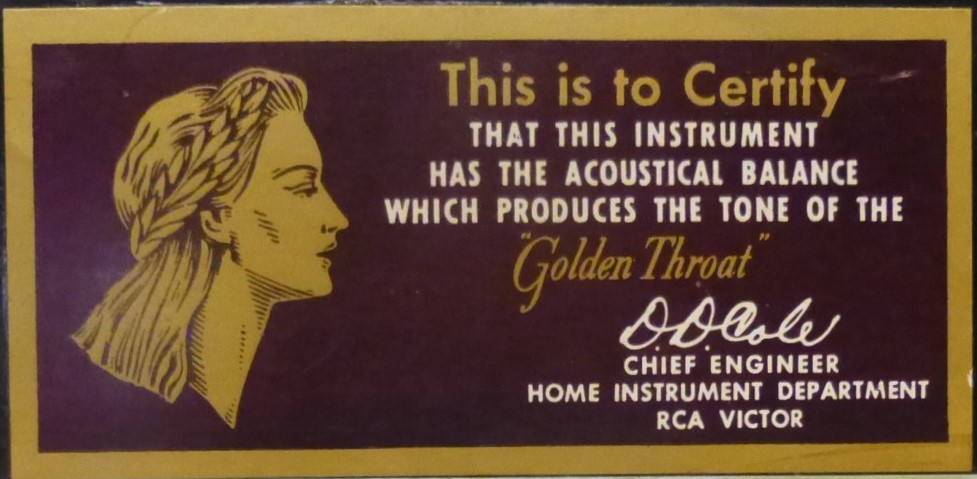 This is to Certify
THAT THIS INSTRUMENT
HAS THE ACOUSTICAL BALANCE
WHICH PRODUCES THE TONE OF THE
"Golden Throat"
D.D. Cole
CHIEF ENGINEER
HOME INSTRUMENT DEPARTMENT
RCA VICTOR